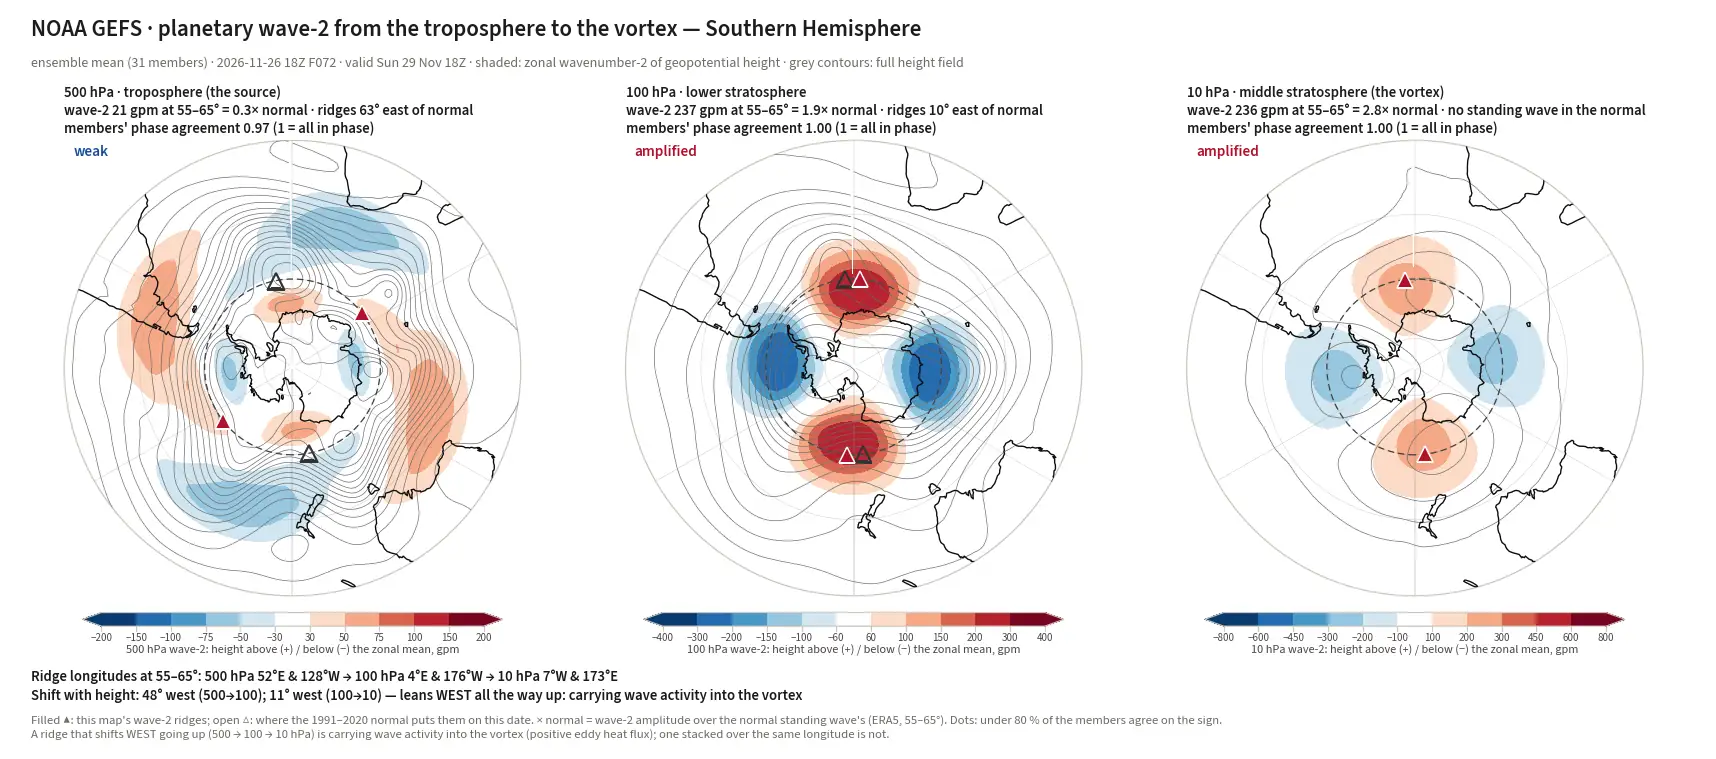 NOAA GEFS · planetary wave-2 from the troposphere to the vortex — Southern Hemisphere
ensemble mean (31 members) · 2026-11-26 18Z F072 · valid Sun 29 Nov 18Z · shaded: zonal wavenumber-2 of geopotential height · grey contours: full height field
500 hPa · troposphere (the source)
wave-2 21 gpm at 55–65° = 0.3× normal · ridges 63° east of normal
members' phase agreement 0.97 (1 = all in phase)
weak
100 hPa · lower stratosphere
wave-2 237 gpm at 55–65° = 1.9× normal · ridges 10° east of normal
members' phase agreement 1.00 (1 = all in phase)
amplified
10 hPa · middle stratosphere (the vortex)
wave-2 236 gpm at 55–65° = 2.8× normal · no standing wave in the normal
members' phase agreement 1.00 (1 = all in phase)
amplified
−200 −150 −100 −75 −50 −30 30 50 75 100 150 200
500 hPa wave-2: height above (+) / below (−) the zonal mean, gpm
−400 −300 −200 −150 −100 −60 60 100 150 200 300 400
100 hPa wave-2: height above (+) / below (−) the zonal mean, gpm
−800 −600 −450 −300 −200 −100 100 200 300 450 600 800
10 hPa wave-2: height above (+) / below (−) the zonal mean, gpm
Ridge longitudes at 55–65°: 500 hPa 52°E & 128°W → 100 hPa 4°E & 176°W → 10 hPa 7°W & 173°E
Shift with height: 48° west (500→100); 11° west (100→10) — leans WEST all the way up: carrying wave activity into the vortex
Filled ▲: this map's wave-2 ridges; open △: where the 1991–2020 normal puts them on this date. × normal = wave-2 amplitude over the normal standing wave's (ERA5, 55–65°). Dots: under 80 % of the members agree on the sign.
A ridge that shifts WEST going up (500 → 100 → 10 hPa) is carrying wave activity into the vortex (positive eddy heat flux); one stacked over the same longitude is not.